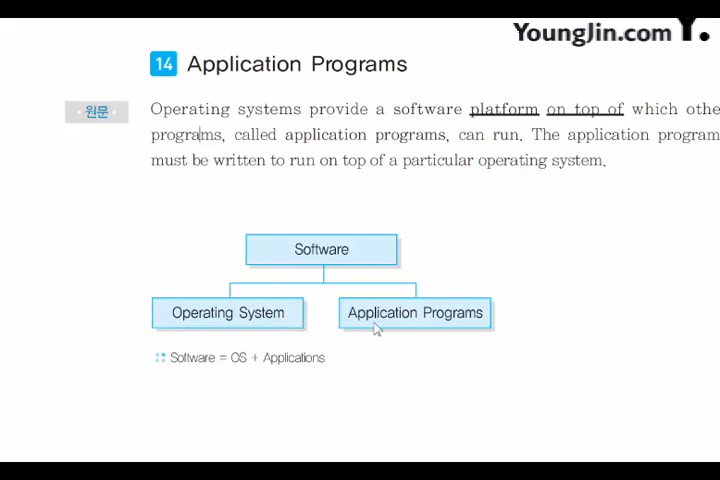 YoungJin.com Y.
14 Application Programs
원문
Operating systems provide a software platform on top of which
programs, called application programs, can run. The application program
must be written to run on top of a particular operating system.
Software
Operating System
Application Programs
Software = OS + Applications